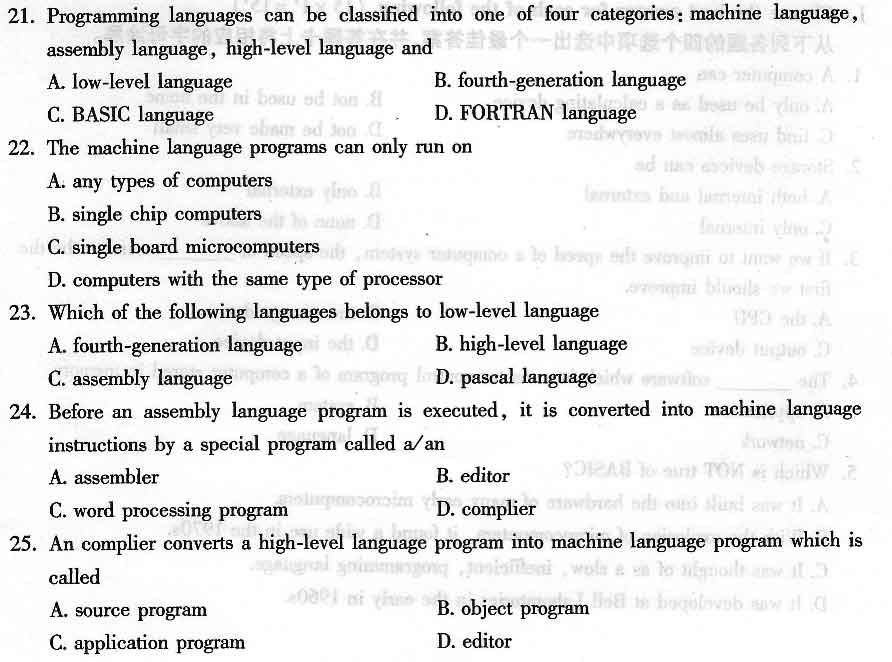 21. Programming languages can be classified into one of four categories: machine language,
assembly language, high-level language and
A. low-level language B. fourth-generation language
C. BASIC language D. FORTRAN language
22. The machine language programs can only run on
A. any types of computers
B. single chip computers
C. single board microcomputers
D. computers with the same type of processor
23. Which of the following languages belongs to low-level language
A. fourth-generation language B. high-level language
C. assembly language D. pascal language
24. Before an assembly language program is executed, it is converted into machine language
instructions by a special program called a/an
A. assembler B. editor
C. word processing program D. complier
25. An complier converts a high-level language program into machine language program which is
called
A. source program B. object program
C. application program D. editor